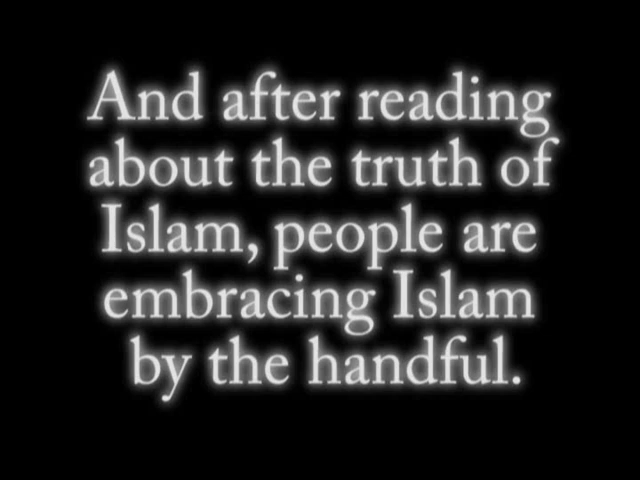 And after reading
about the truth of
Islam, people are
embracing Islam
by the handful.